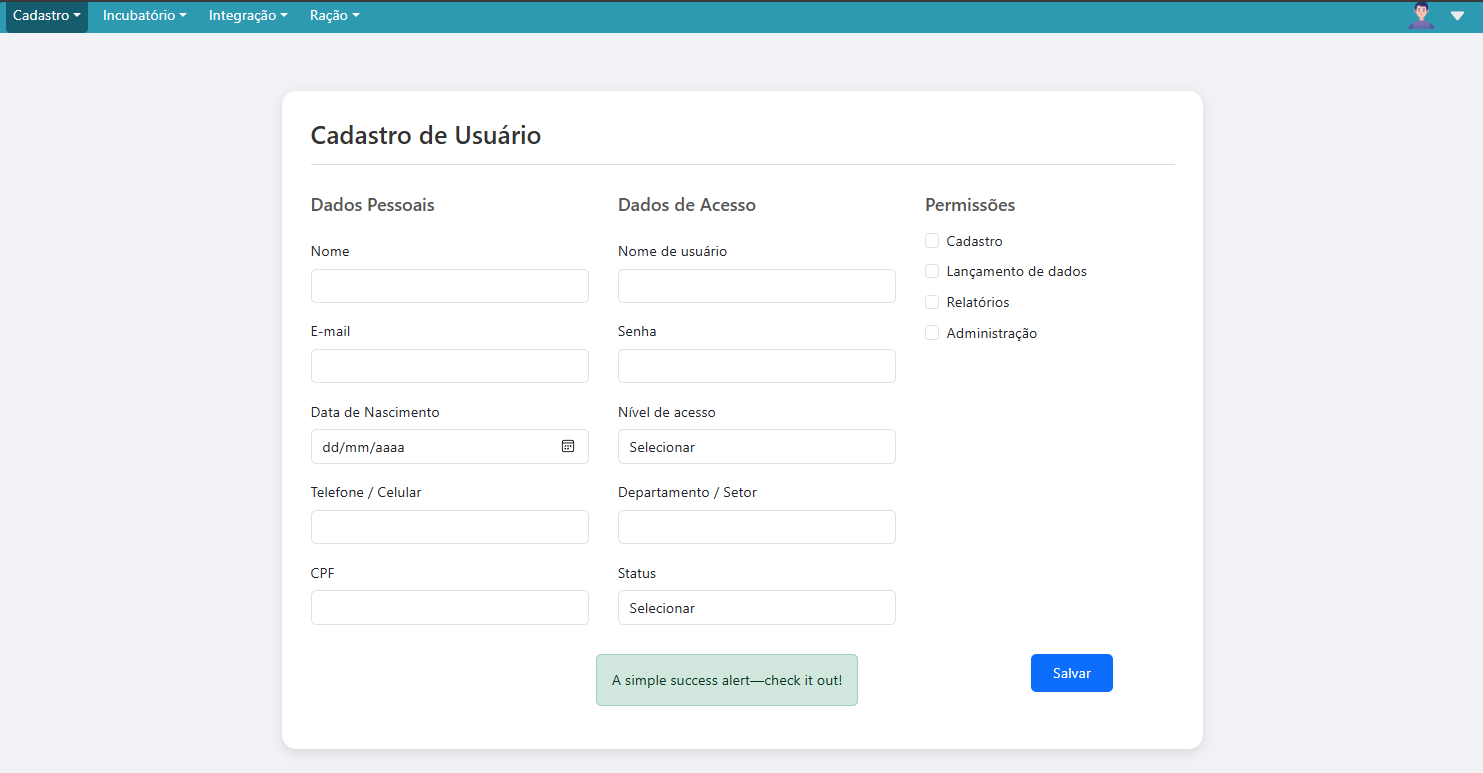 Cadastro Incubatório Integração Ração
Cadastro de Usuário
Dados Pessoais
Nome
E-mail
Data de Nascimento
dd/mm/aaaa
Telefone / Celular
CPF
Dados de Acesso
Nome de usuário
Senha
Nível de acesso
Selecionar
Departamento / Setor
Status
Selecionar
Permissões
Cadastro
Lançamento de dados
Relatórios
Administração
A simple success alert—check it out!
Salvar